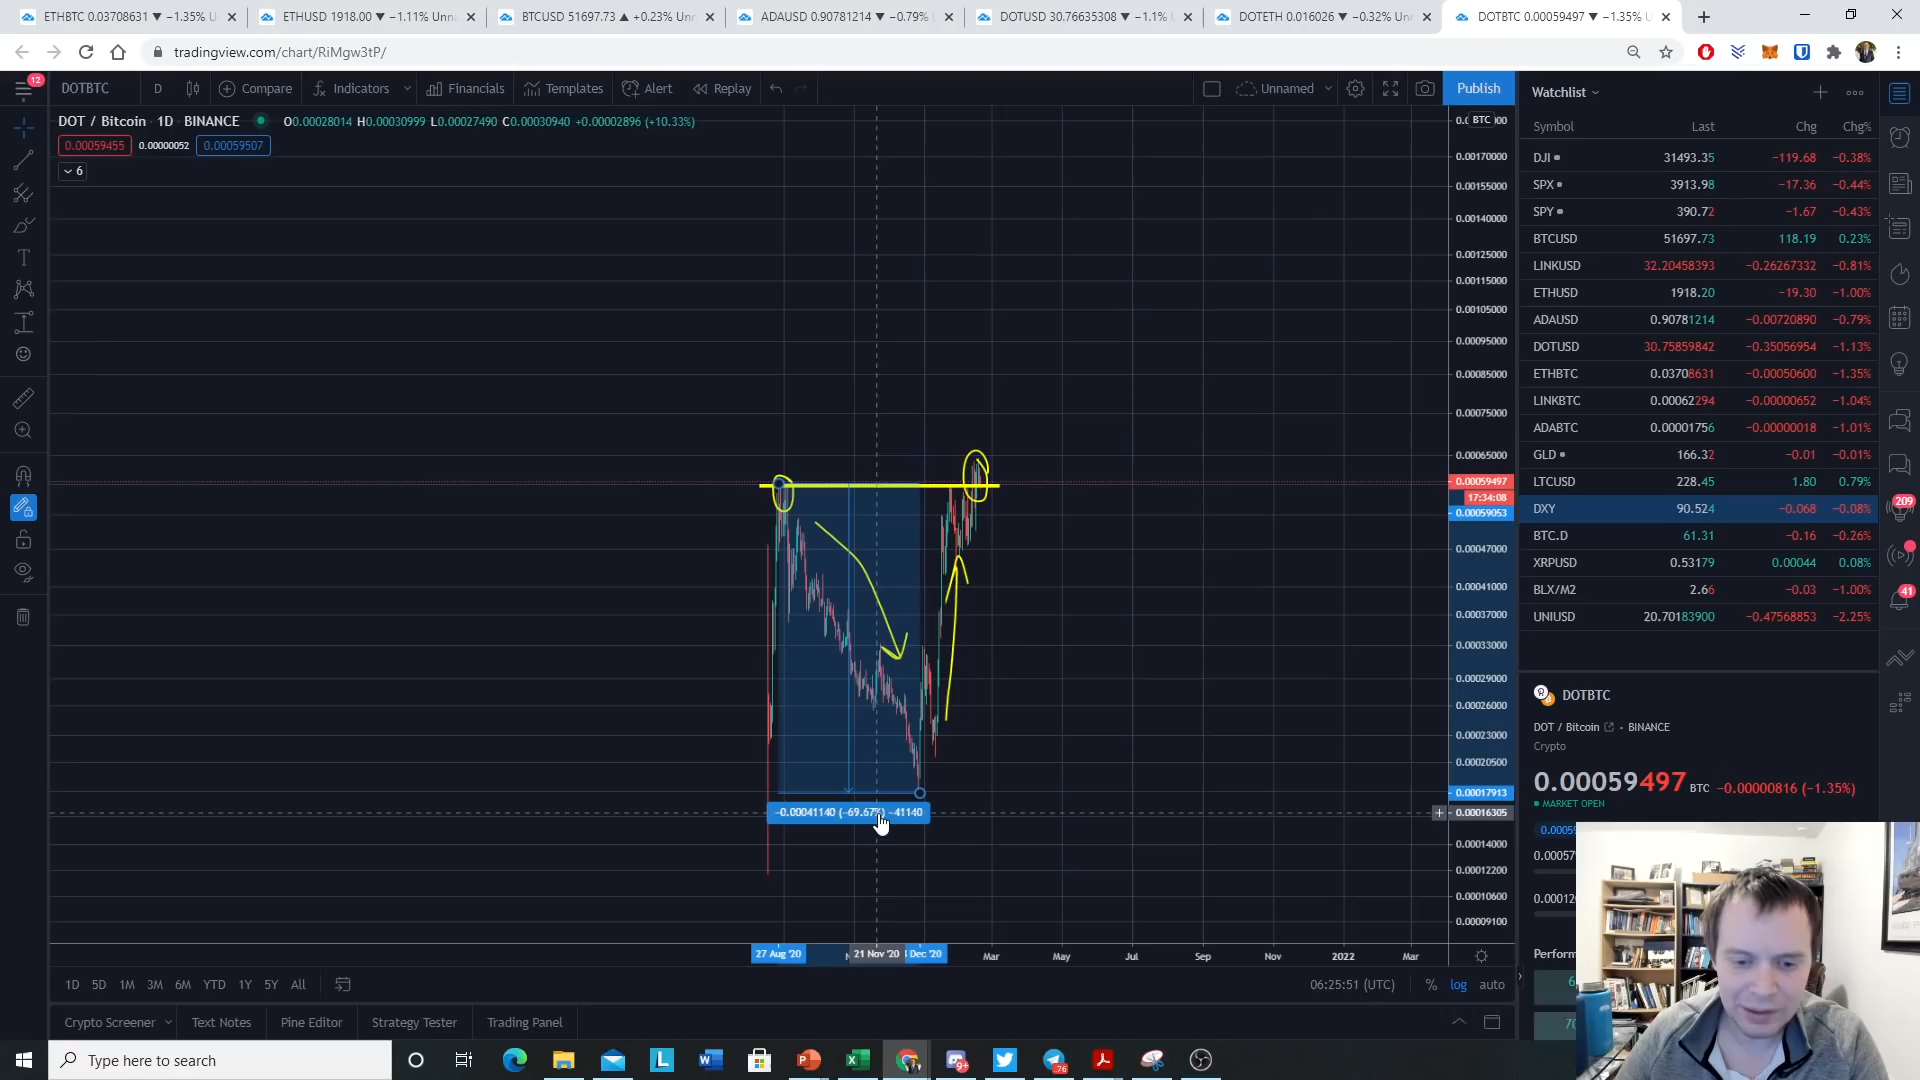 ETHBTC 0.03708631 ▼ −1.35% U
ETHUSD 1918.00 ▼ −1.11% Unn
BTCUSD 51697.73 ▲ +0.23% Unn
ADAUSD 0.90781214 ▼ −0.79%
DOTUSD 30.76635308 ▼ −1.1%
DOTETH 0.016026 ▼ −0.32% Un
DOTBTC 0.00059497 ▼ −1.35% U
tradingview.com/chart/RiMgw3tP/
12
DOTBTC
D
Compare
Indicators
Financials
Templates
Alert
Replay
Unnamed
Publish
DOT / Bitcoin · 1D · BINANCE
O0.00028014 H0.00030999 L0.00027490 C0.00030940 +0.00002896 (+10.33%)
0.00059455
0.00000052
0.00059507
6
BTC
0.00170000
0.00155000
0.00140000
0.00125000
0.00115000
0.00105000
0.00095000
0.00085000
0.00075000
0.00065000
0.00059497
17:34:08
0.00059053
0.00047000
0.00041000
0.00037000
0.00033000
0.00029000
0.00026000
0.00023000
0.00020500
0.00017913
0.00016305
0.00014000
0.00012200
0.00010600
0.00009100
−0.00041140 (−69.67%) −41140
27 Aug '20
21 Nov '20
Dec '20
Mar
May
Jul
Sep
Nov
2022
Mar
1D 5D 1M 3M 6M YTD 1Y 5Y All
06:25:51 (UTC)
%
log
auto
Crypto Screener
Text Notes
Pine Editor
Strategy Tester
Trading Panel
Watchlist
Symbol Last Chg Chg%
DJI 31493.35 −119.68 −0.38%
SPX 3913.98 −17.36 −0.44%
SPY 390.72 −1.67 −0.43%
BTCUSD 51697.73 118.19 0.23%
LINKUSD 32.20458393 −0.26267332 −0.81%
ETHUSD 1918.20 −19.30 −1.00%
ADAUSD 0.90781214 −0.00720890 −0.79%
DOTUSD 30.75859842 −0.35056954 −1.13%
ETHBTC 0.03708631 −0.00050600 −1.35%
LINKBTC 0.00062294 −0.00000652 −1.04%
ADABTC 0.00001756 −0.00000018 −1.01%
GLD 166.32 −0.01 −0.01%
LTCUSD 228.45 1.80 0.79%
DXY 90.524 −0.068 −0.08%
BTC.D 61.31 −0.16 −0.26%
XRPUSD 0.53179 0.00044 0.08%
BLX/M2 2.66 −0.03 −1.00%
UNIUSD 20.70183900 −0.47568853 −2.25%
209
41
DOTBTC
DOT / Bitcoin · BINANCE
Crypto
0.00059497 BTC −0.00000816 (−1.35%)
MARKET OPEN
Type here to search
L
9+
76